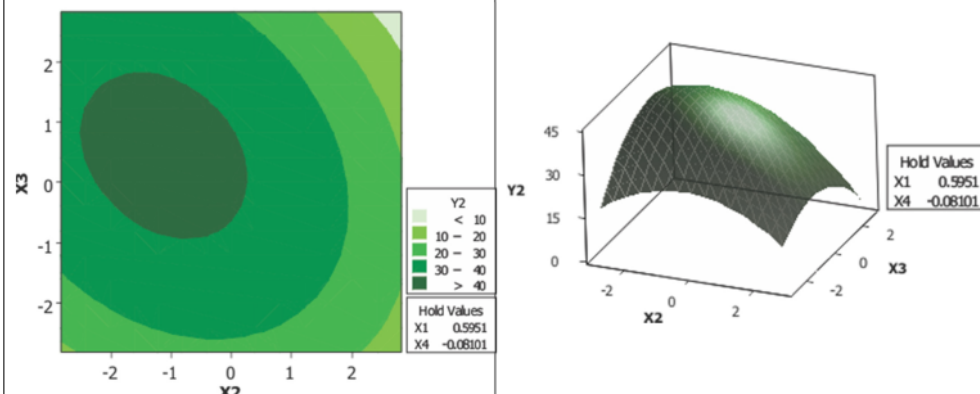 X3
2
1
0
-1
-2
-2 -1 0 1 2
X2
Y2
< 10
10 – 20
20 – 30
30 – 40
> 40
Hold Values
X1 0.5951
X4 -0.08101
Y2
45
30
15
0
-2
0
2
X2
2
0
-2
X3
Hold Values
X1 0.5951
X4 -0.08101